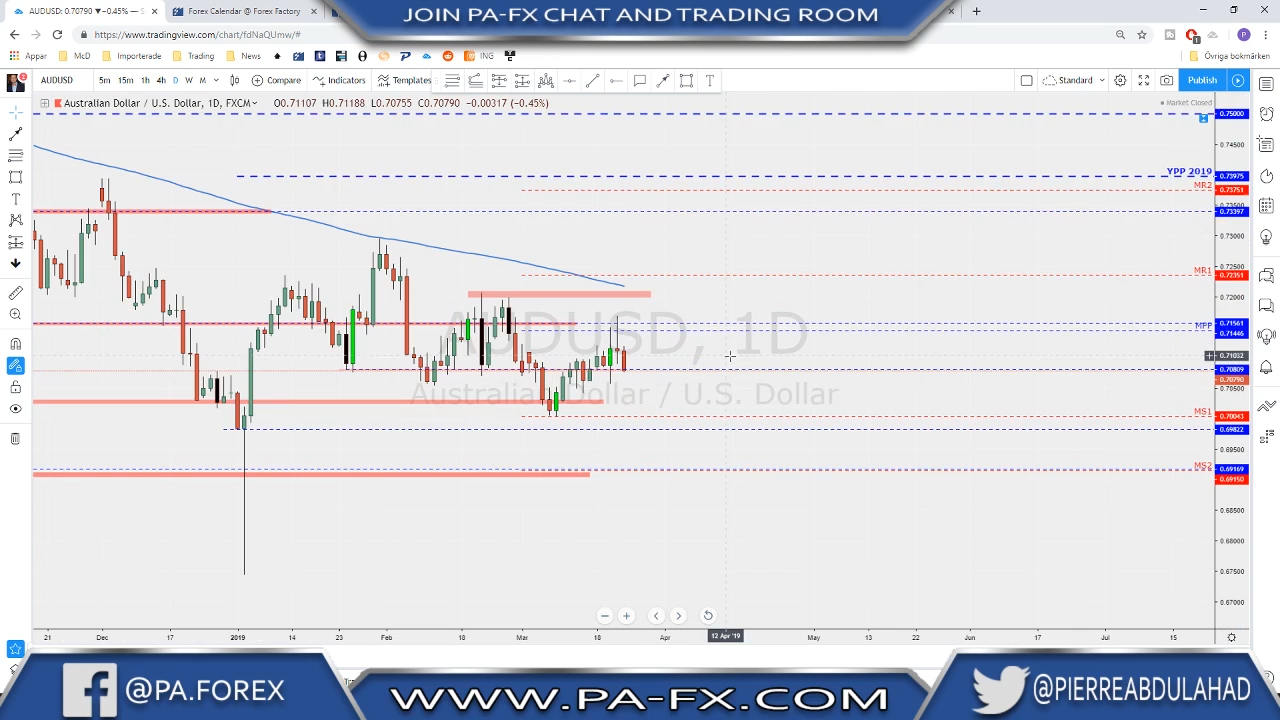 AUDUSD: 0.70790 ▼−0.45% —
Forex Calendar @ Forex Factory
JOIN PA-FX CHAT AND TRADING ROOM
https://www.tradingview.com/chart/fdNaQUmw/#
Appar McD Importerade Trading News ING Övriga bokmärken
AUDUSD 5m 15m 1h 4h D W M Compare Indicators Templates Standard Publish
Australian Dollar / U.S. Dollar, 1D, FXCM O0.71107 H0.71188 L0.70755 C0.70790 −0.00317 (−0.45%)
Market Closed
0.75000
0.74500
YPP 2019 0.73975
MR2 0.73751
0.73500
0.73397
0.73000
0.72500
MR1 0.72351
0.72000
0.71561
MPP 0.71446
0.71032
0.70809
0.70790
0.70500
MS1 0.70043
0.69822
0.69500
MS2 0.69169
0.69150
0.68500
0.68000
0.67500
0.67000
AUDUSD, 1D
Australian Dollar / U.S. Dollar
21 Dec 17 2019 14 23 Feb 18 Mar 18 Apr 12 Apr '19 May 13 22 Jun 17 Jul 15
@PA.FOREX
WWW.PA-FX.COM
@PIERREABDULAHAD